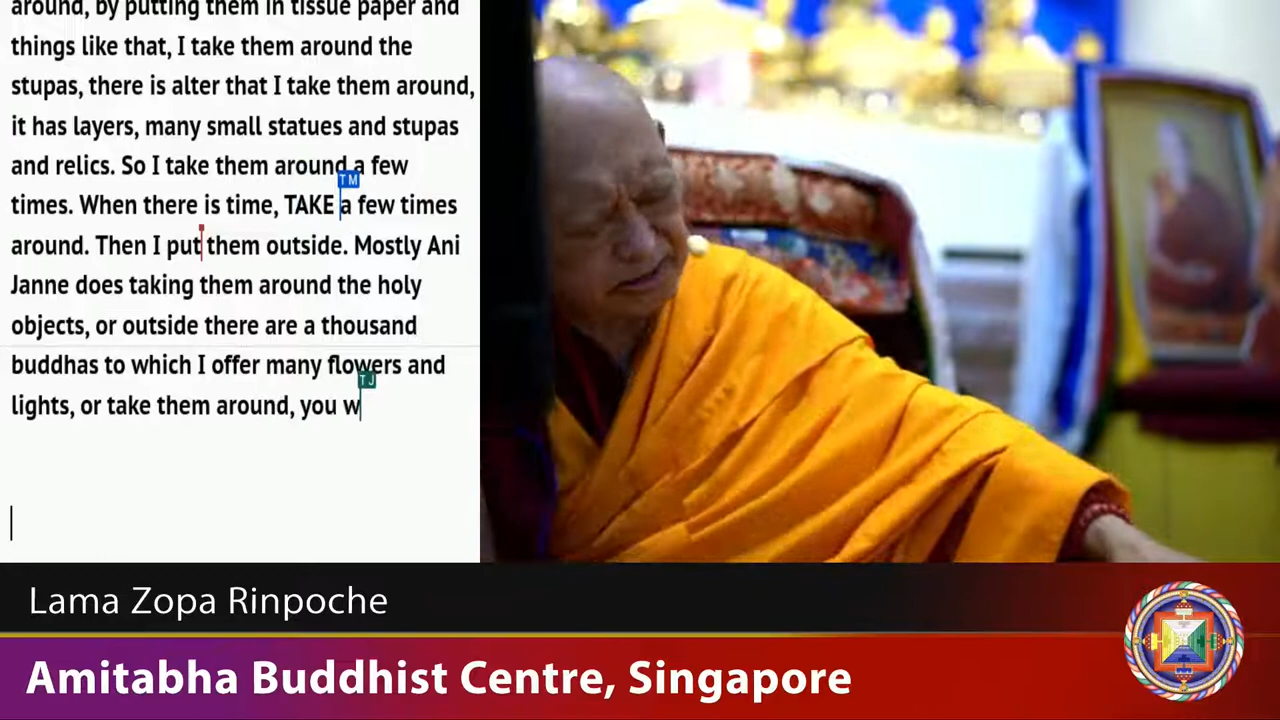 around, by putting them in tissue paper and
things like that, I take them around the
stupas, there is alter that I take them around,
it has layers, many small statues and stupas
and relics. So I take them around a few
TM
times. When there is time, TAKE a few times
around. Then I put them outside. Mostly Ani
Janne does taking them around the holy
objects, or outside there are a thousand
buddhas to which I offer many flowers and
TJ
lights, or take them around, you w
Lama Zopa Rinpoche
Amitabha Buddhist Centre, Singapore